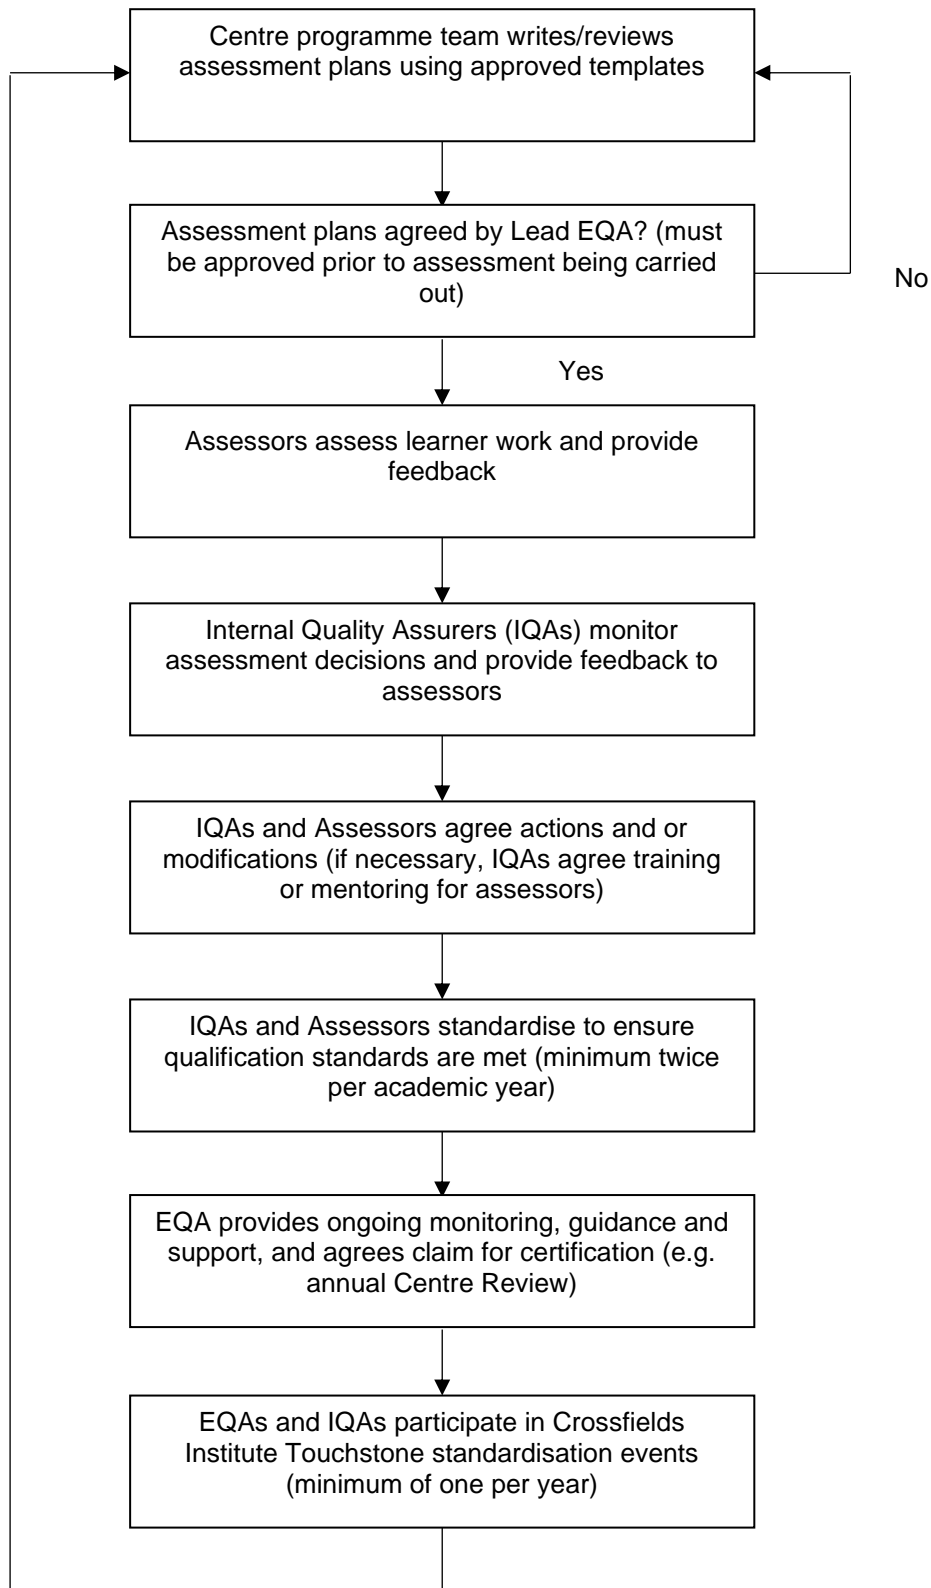 Centre programme team writes/reviews
assessment plans using approved templates
Assessment plans agreed by Lead EQA? (must
be approved prior to assessment being carried
out)
No
Yes
Assessors assess learner work and provide
feedback
Internal Quality Assurers (IQAs) monitor
assessment decisions and provide feedback to
assessors
IQAs and Assessors agree actions and or
modifications (if necessary, IQAs agree training
or mentoring for assessors)
IQAs and Assessors standardise to ensure
qualification standards are met (minimum twice
per academic year)
EQA provides ongoing monitoring, guidance and
support, and agrees claim for certification (e.g.
annual Centre Review)
EQAs and IQAs participate in Crossfields
Institute Touchstone standardisation events
(minimum of one per year)